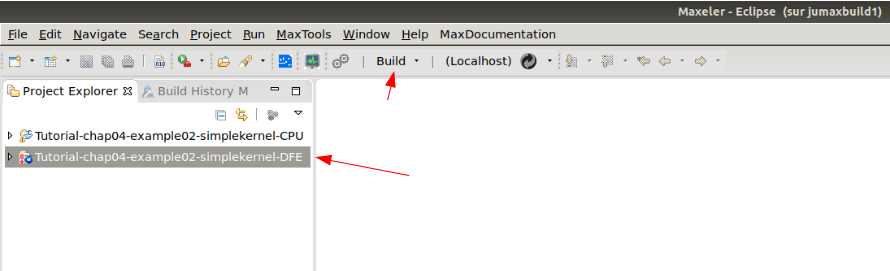 Maxeler - Eclipse (sur jumaxbuild1)
File Edit Navigate Search Project Run MaxTools Window Help MaxDocumentation
010 | Build | (Localhost)
Project Explorer Build History M
Tutorial-chap04-example02-simplekernel-CPU
Tutorial-chap04-example02-simplekernel-DFE